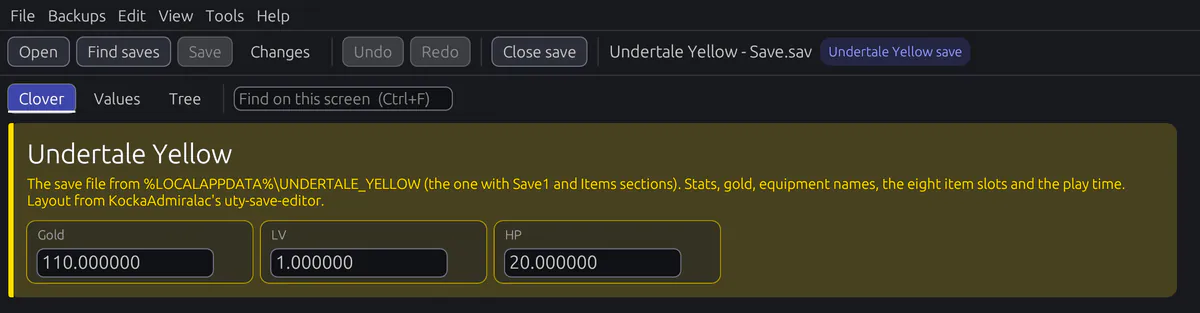 File Backups Edit View Tools Help
Open Find saves Save Changes Undo Redo Close save Undertale Yellow - Save.sav Undertale Yellow save
Clover Values Tree Find on this screen (Ctrl+F)
Undertale Yellow
The save file from %LOCALAPPDATA%\UNDERTALE_YELLOW (the one with Save1 and Items sections). Stats, gold, equipment names, the eight item slots and the play time.
Layout from KockaAdmiralac's uty-save-editor.
Gold LV HP
110.000000 1.000000 20.000000